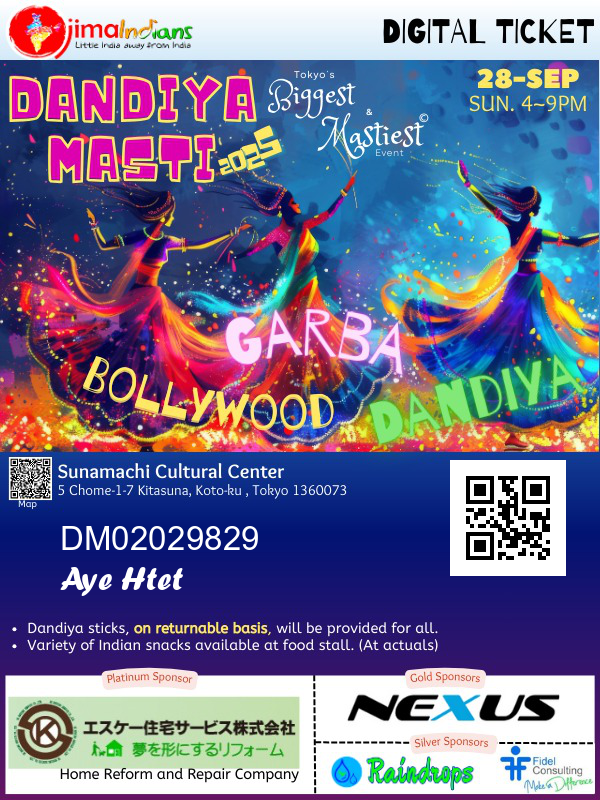 jimaIndians
Little India away from India
DIGITAL TICKET
DANDIYA
MASTI 2025
Tokyo's
Biggest
&
Mastiest©
Event
28-SEP
SUN. 4~9PM
GARBA
BOLLYWOOD
DANDIYA
Map
Sunamachi Cultural Center
5 Chome-1-7 Kitasuna, Koto-ku , Tokyo 1360073
DM02029829
Aye Htet
• Dandiya sticks, on returnable basis, will be provided for all.
• Variety of Indian snacks available at food stall. (At actuals)
Platinum Sponsor
SK
エスケー住宅サービス株式会社
夢を形にするリフォーム
Home Reform and Repair Company
Gold Sponsors
NEXUS
Silver Sponsors
Raindrops
Fidel
Consulting
Make a Difference